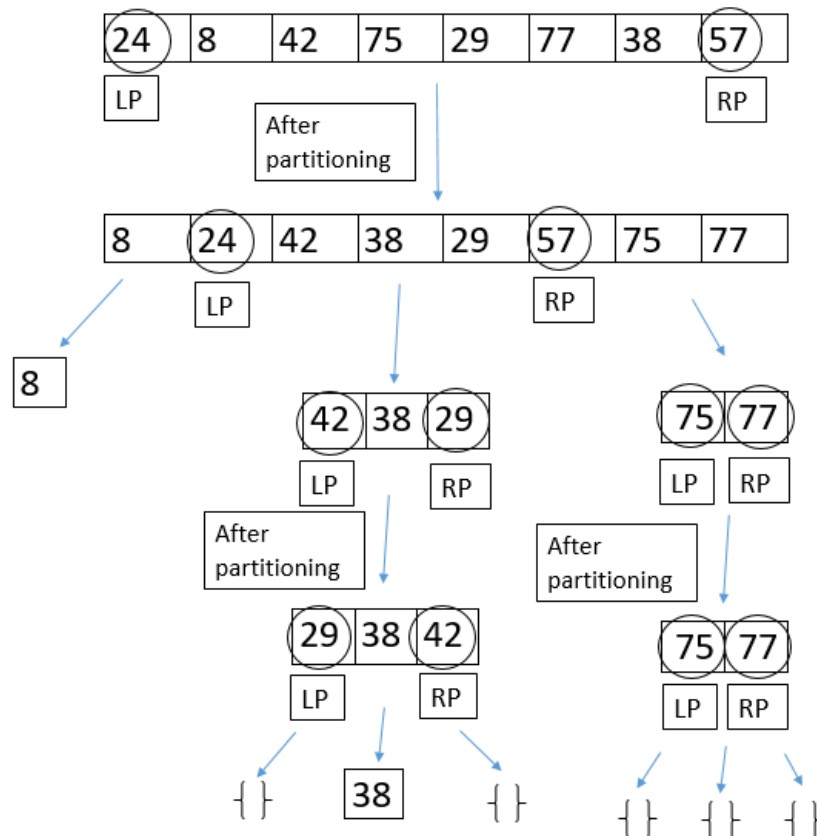 24 8 42 75 29 77 38 57
LP RP
After
partitioning
8 24 42 38 29 57 75 77
LP RP
8
42 38 29
75 77
LP RP
LP RP
After
partitioning
After
partitioning
29 38 42
75 77
LP RP
LP RP
{ } 38 { }
{ } { } { }